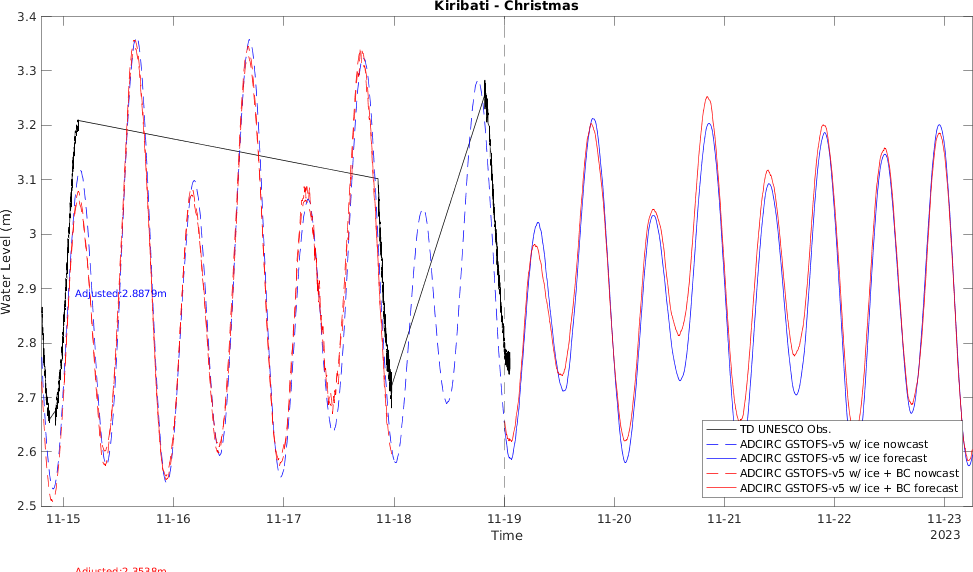 Kiribati - Christmas
3.4
3.3
3.2
3.1
3
2.9
2.8
2.7
2.6
2.5
Water Level (m)
Adjusted:2.8879m
TD UNESCO Obs.
ADCIRC GSTOFS-v5 w/ ice nowcast
ADCIRC GSTOFS-v5 w/ ice forecast
ADCIRC GSTOFS-v5 w/ ice + BC nowcast
ADCIRC GSTOFS-v5 w/ ice + BC forecast
11-15 11-16 11-17 11-18 11-19 11-20 11-21 11-22 11-23
Time
2023
Adjusted:2.3538m